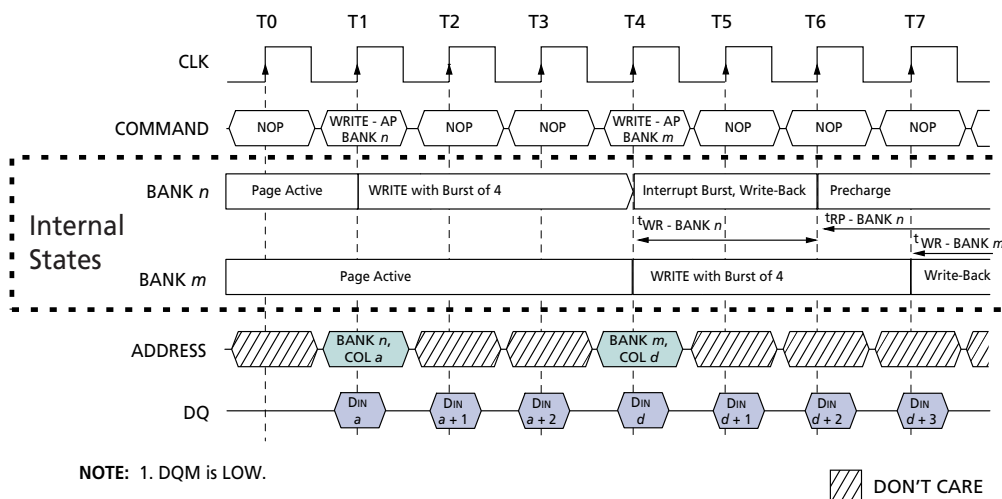 T0 T1 T2 T3 T4 T5 T6 T7
CLK
COMMAND NOP WRITE - AP BANK n NOP NOP WRITE - AP BANK m NOP NOP NOP
Internal States
BANK n Page Active WRITE with Burst of 4 Interrupt Burst, Write-Back Precharge
tWR - BANK n tRP - BANK n
tWR - BANK m
BANK m Page Active WRITE with Burst of 4 Write-Back
ADDRESS BANK n, COL a BANK m, COL d
DQ DIN a DIN a + 1 DIN a + 2 DIN d DIN d + 1 DIN d + 2 DIN d + 3
NOTE: 1. DQM is LOW.
DON'T CARE